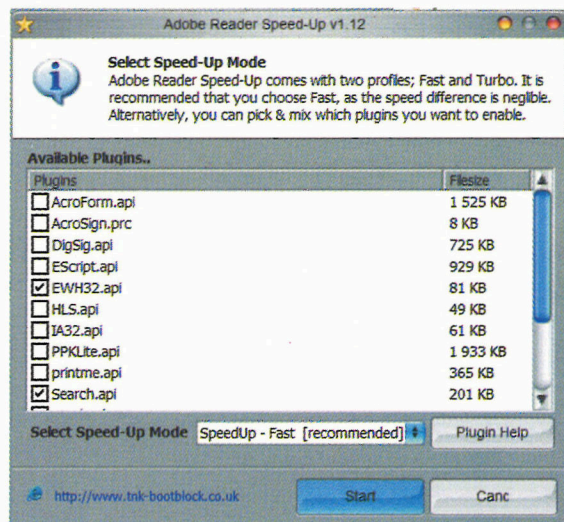 Adobe Reader Speed-Up v1.12
Select Speed-Up Mode
Adobe Reader Speed-Up comes with two profiles; Fast and Turbo. It is
recommended that you choose Fast, as the speed difference is neglible.
Alternatively, you can pick & mix which plugins you want to enable.
Available Plugins..
Plugins Filesize
AcroForm.api 1 525 KB
AcroSign.prc 8 KB
DigSig.api 725 KB
EScript.api 929 KB
EWH32.api 81 KB
HLS.api 49 KB
IA32.api 61 KB
PPKLite.api 1 933 KB
printme.api 365 KB
Search.api 201 KB
Select Speed-Up Mode SpeedUp - Fast [recommended] Plugin Help
http://www.tnk-bootblock.co.uk Start Canc